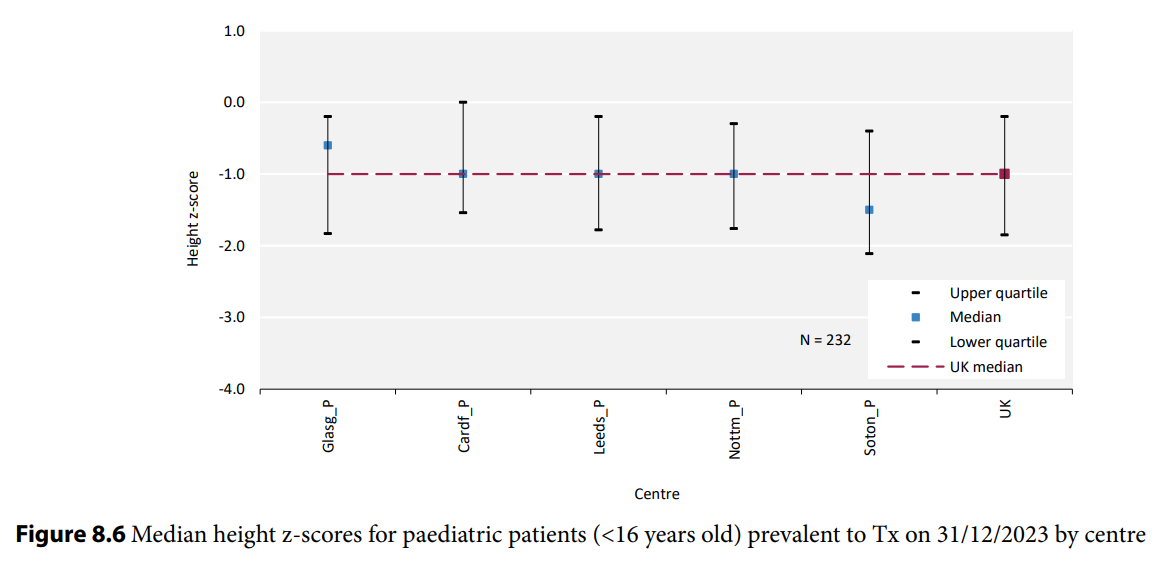 1.0
0.0
-1.0
-2.0
-3.0
-4.0
Height z-score
Upper quartile
Median
Lower quartile
UK median
N = 232
Glasg_P
Cardf_P
Leeds_P
Nottm_P
Soton_P
UK
Centre
Figure 8.6 Median height z-scores for paediatric patients (<16 years old) prevalent to Tx on 31/12/2023 by centre